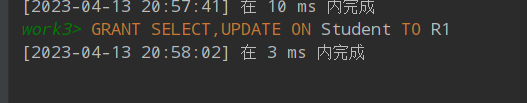 [2023-04-13 20:57:41] 在 10 ms 内完成
work3> GRANT SELECT,UPDATE ON Student TO R1
[2023-04-13 20:58:02] 在 3 ms 内完成